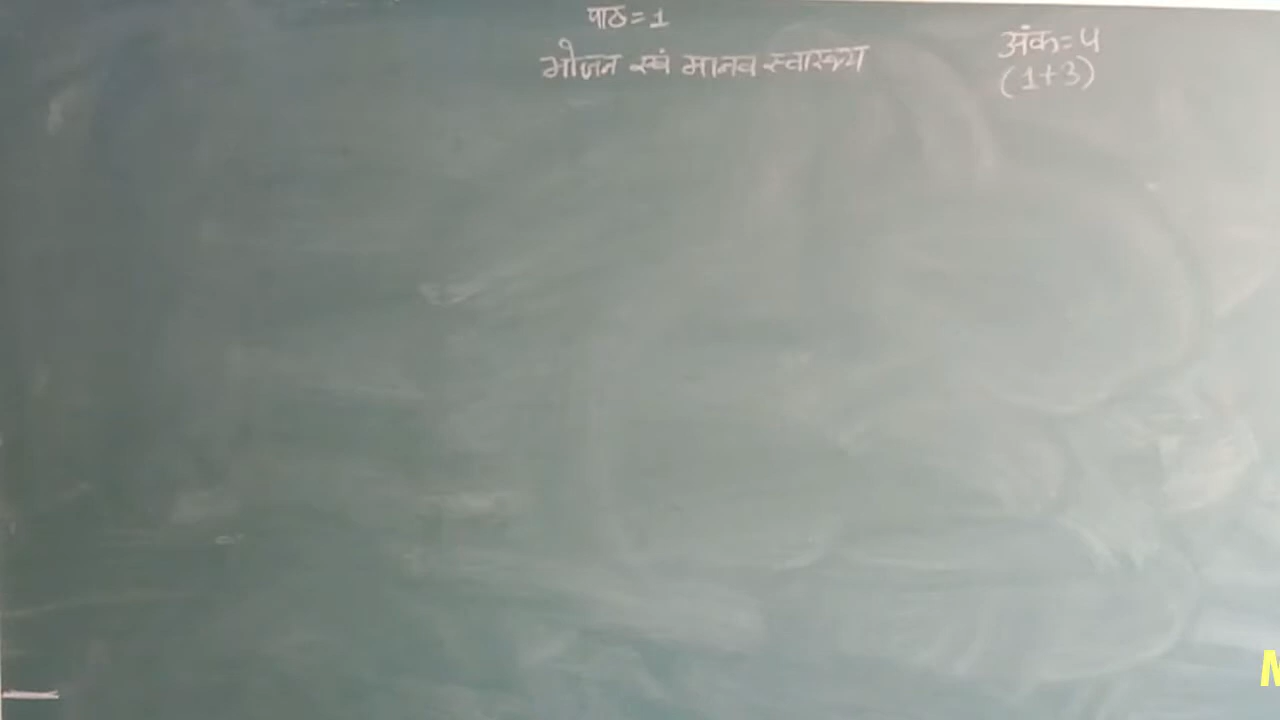 पाठ = 1
भोजन एवं मानव स्वास्थ्य
अंक = 4
(1+3)
M